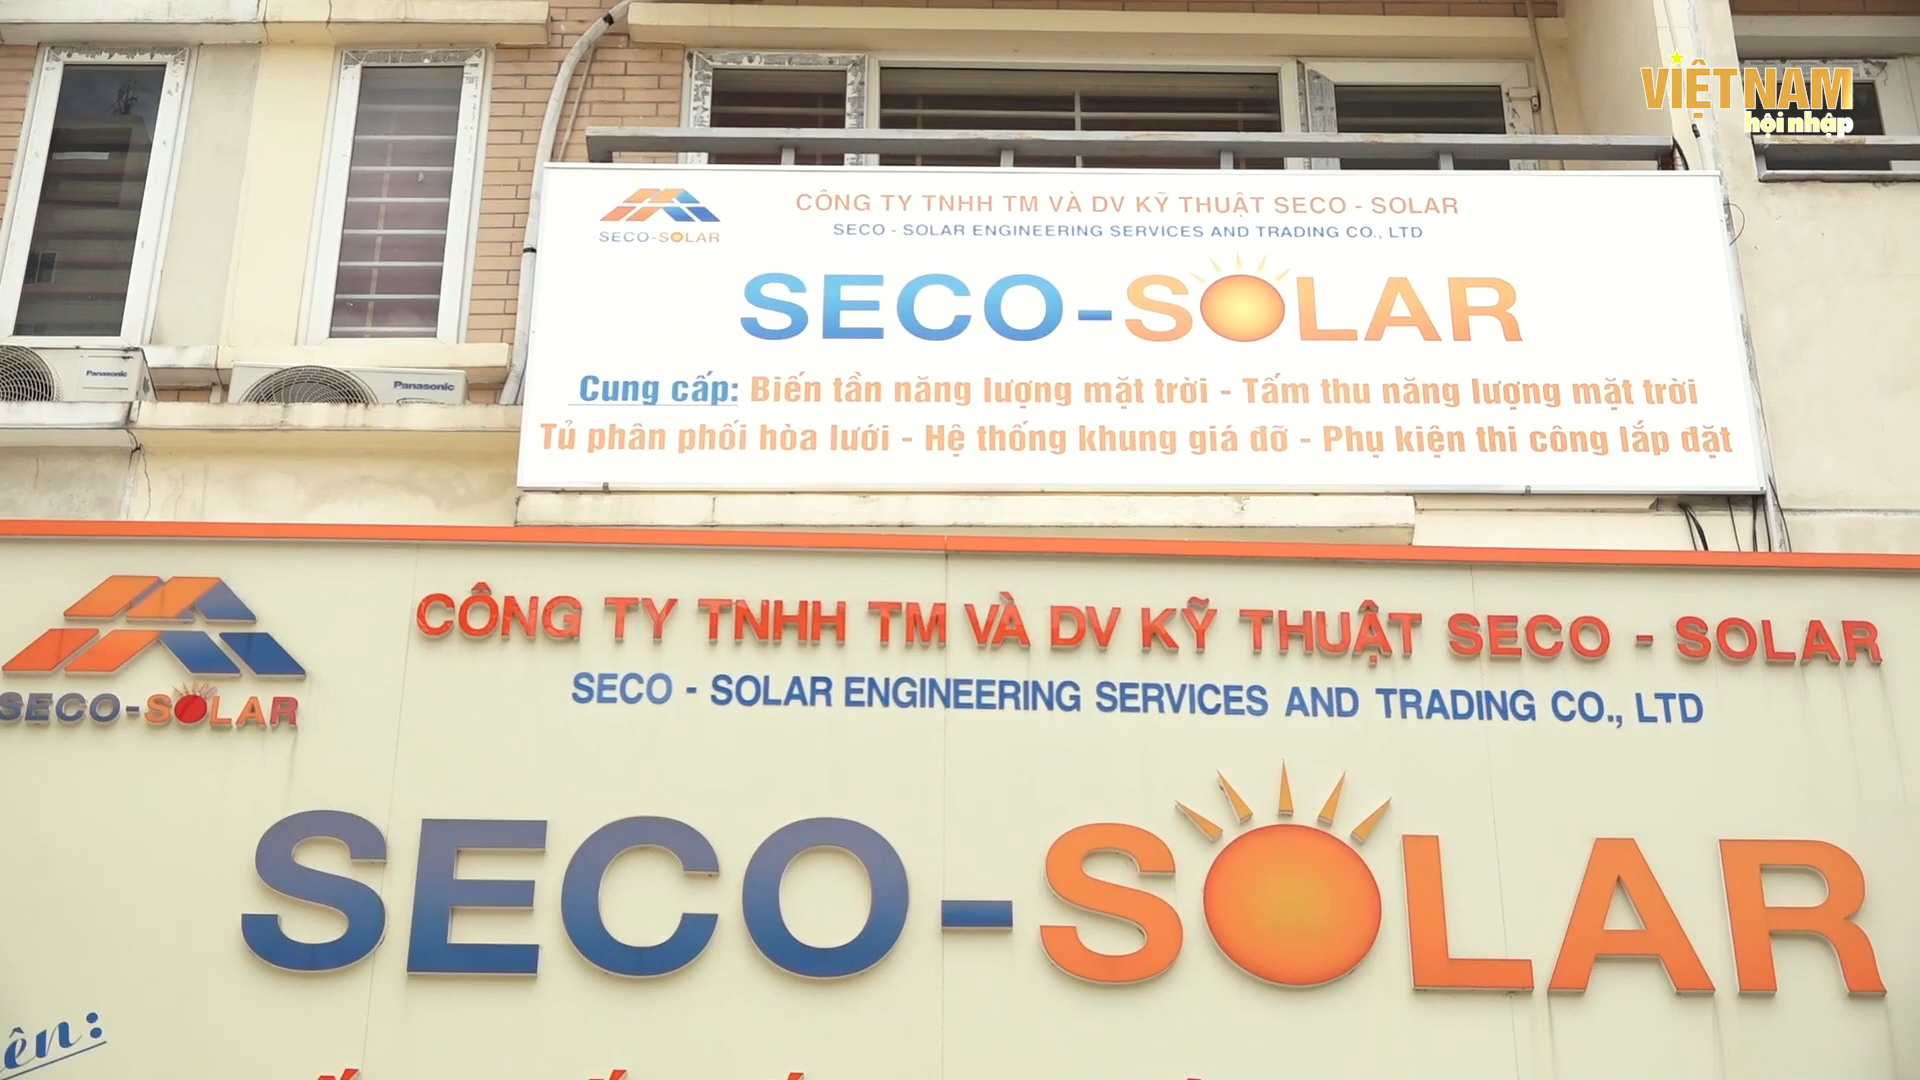 VIỆT NAM
hội nhập
CÔNG TY TNHH TM VÀ DV KỸ THUẬT SECO - SOLAR
SECO - SOLAR ENGINEERING SERVICES AND TRADING CO., LTD
SECO-SOLAR
SECO-SOLAR
Cung cấp: Biến tần năng lượng mặt trời - Tấm thu năng lượng mặt trời
Tủ phân phối hòa lưới - Hệ thống khung giá đỡ - Phụ kiện thi công lắp đặt
Panasonic
Panasonic
CÔNG TY TNHH TM VÀ DV KỸ THUẬT SECO - SOLAR
SECO - SOLAR ENGINEERING SERVICES AND TRADING CO., LTD
SECO-SOLAR
SECO-SOLAR